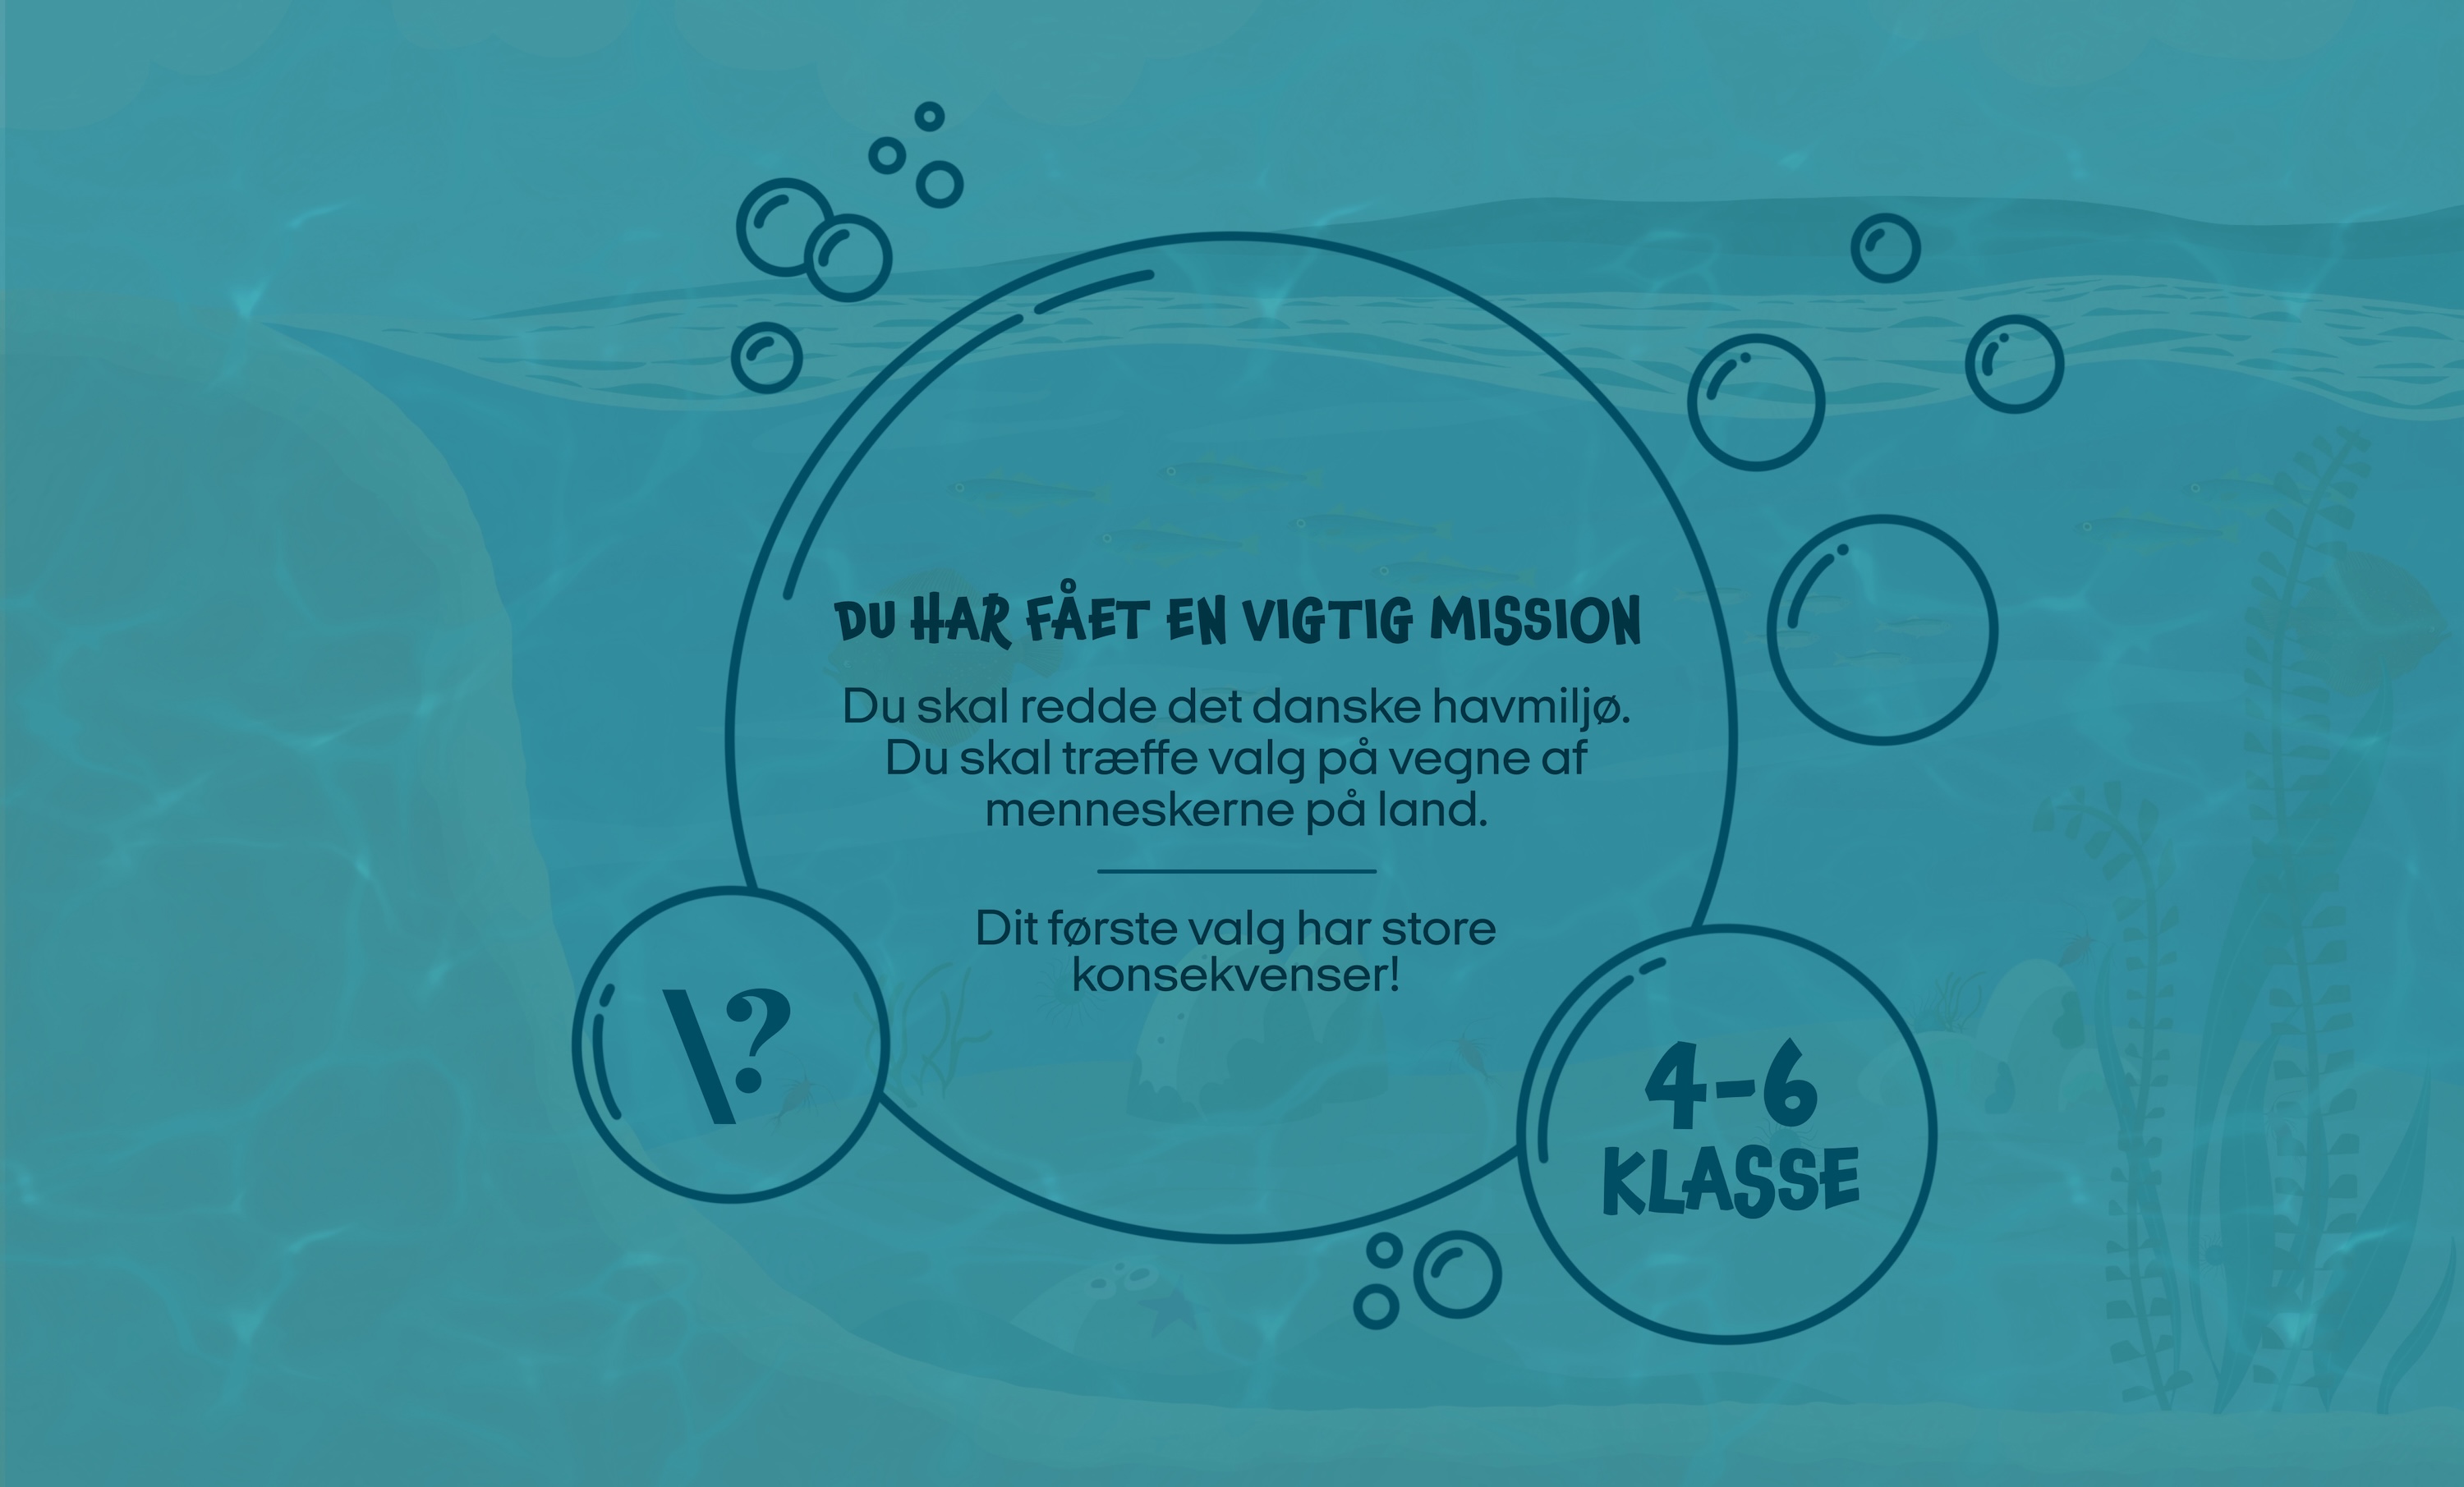 DU HAR FÅET EN VIGTIG MISSION
Du skal redde det danske havmiljø.
Du skal træffe valg på vegne af
menneskerne på land.
Dit første valg har store
konsekvenser!
\?
4-6
KLASSE